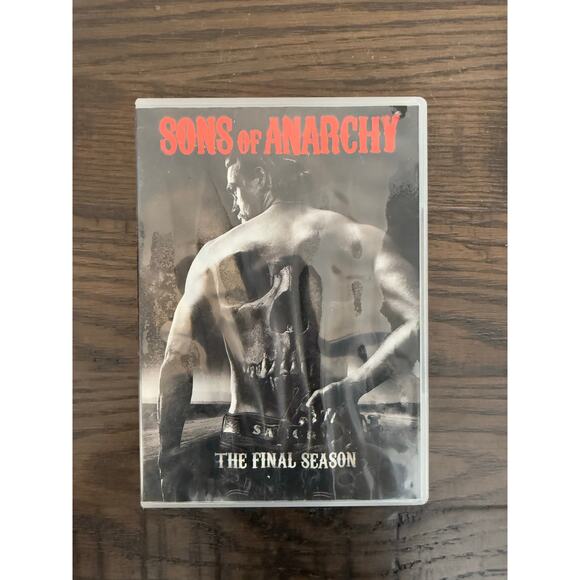 SONS OF ANARCHY
THE FINAL SEASON